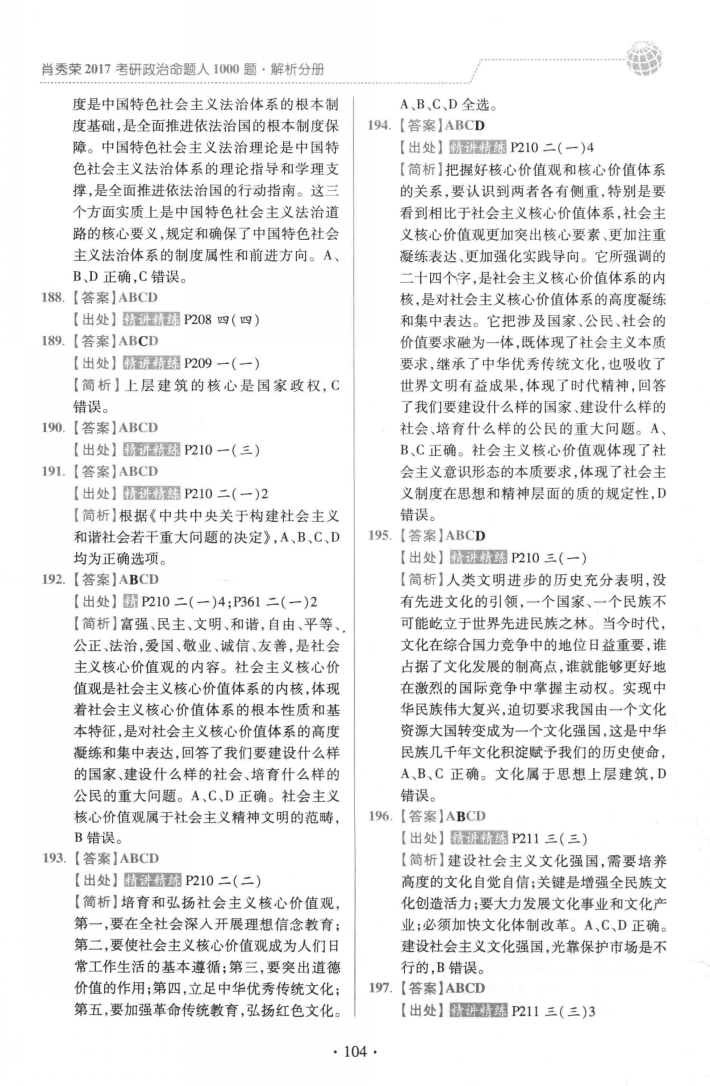 肖秀荣2017考研政治命题人1000题·解析分册
度是中国特色社会主义法治体系的根本制
度基础,是全面推进依法治国的根本制度保
障。中国特色社会主义法治理论是中国特
色社会主义法治体系的理论指导和学理支
撑,是全面推进依法治国的行动指南。这三
个方面实质上是中国特色社会主义法治道
路的核心要义,规定和确保了中国特色社会
主义法治体系的制度属性和前进方向。A、
B、D 正确,C 错误。
188. 【答案】ABCD
【出处】精讲精练 P208 四(四)
189. 【答案】ABCD
【出处】精讲精练 P209 一(一)
【简析】上层建筑的核心是国家政权,C
错误。
190. 【答案】ABCD
【出处】精讲精练 P210 一(三)
191. 【答案】ABCD
【出处】精讲精练 P210 二(一)2
【简析】根据《中共中央关于构建社会主义
和谐社会若干重大问题的决定》,A、B、C、D
均为正确选项。
192. 【答案】ABCD
【出处】精 P210 二(一)4;P361 二(一)2
【简析】富强、民主、文明、和谐,自由、平等、
公正、法治,爱国、敬业、诚信、友善,是社会
主义核心价值观的内容。社会主义核心价
值观是社会主义核心价值体系的内核,体现
着社会主义核心价值体系的根本性质和基
本特征,是对社会主义核心价值体系的高度
凝练和集中表达,回答了我们要建设什么样
的国家、建设什么样的社会、培育什么样的
公民的重大问题。A、C、D 正确。社会主义
核心价值观属于社会主义精神文明的范畴,
B 错误。
193. 【答案】ABCD
【出处】精讲精练 P210 二(二)
【简析】培育和弘扬社会主义核心价值观,
第一,要在全社会深入开展理想信念教育;
第二,要使社会主义核心价值观成为人们日
常工作生活的基本遵循;第三,要突出道德
价值的作用;第四,立足中华优秀传统文化;
第五,要加强革命传统教育,弘扬红色文化。
A、B、C、D 全选。
194. 【答案】ABCD
【出处】精讲精练 P210 二(一)4
【简析】把握好核心价值观和核心价值体系
的关系,要认识到两者各有侧重,特别是要
看到相比于社会主义核心价值体系,社会主
义核心价值观更加突出核心要素、更加注重
凝练表达、更加强化实践导向。它所强调的
二十四个字,是社会主义核心价值体系的内
核,是对社会主义核心价值体系的高度凝练
和集中表达。它把涉及国家、公民、社会的
价值要求融为一体,既体现了社会主义本质
要求,继承了中华优秀传统文化,也吸收了
世界文明有益成果,体现了时代精神,回答
了我们要建设什么样的国家、建设什么样的
社会、培育什么样的公民的重大问题。A、
B、C 正确。社会主义核心价值观体现了社
会主义意识形态的本质要求,体现了社会主
义制度在思想和精神层面的质的规定性,D
错误。
195. 【答案】ABCD
【出处】精讲精练 P210 三(一)
【简析】人类文明进步的历史充分表明,没
有先进文化的引领,一个国家、一个民族不
可能屹立于世界先进民族之林。当今时代,
文化在综合国力竞争中的地位日益重要,谁
占据了文化发展的制高点,谁就能够更好地
在激烈的国际竞争中掌握主动权。实现中
华民族伟大复兴,迫切要求我国由一个文化
资源大国转变成为一个文化强国,这是中华
民族几千年文化积淀赋予我们的历史使命,
A、B、C 正确。文化属于思想上层建筑,D
错误。
196. 【答案】ABCD
【出处】精讲精练 P211 三(三)
【简析】建设社会主义文化强国,需要培养
高度的文化自觉自信;关键是增强全民族文
化创造活力;要大力发展文化事业和文化产
业;必须加快文化体制改革。A、C、D 正确。
建设社会主义文化强国,光靠保护市场是不
行的,B 错误。
197. 【答案】ABCD
【出处】精讲精练 P211 三(三)3
· 104 ·